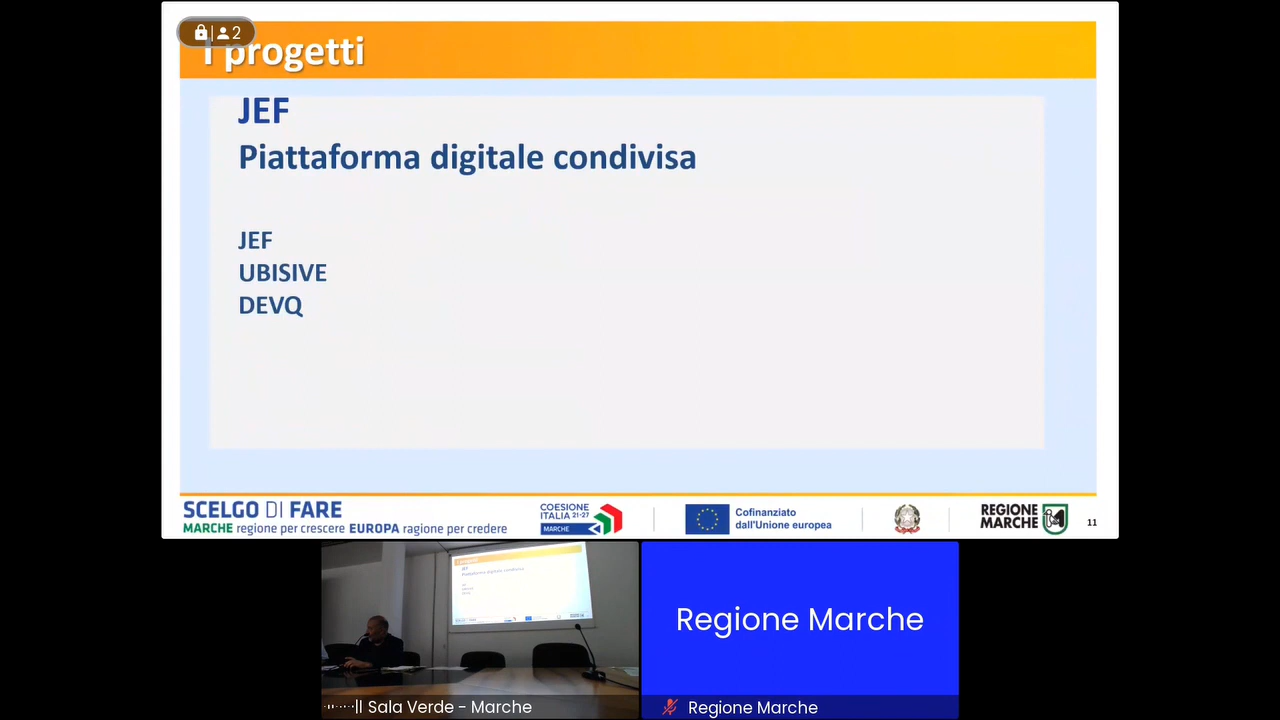 2
I progetti
JEF
Piattaforma digitale condivisa
JEF
UBISIVE
DEVQ
SCELGO DI FARE
MARCHE regione per crescere EUROPA ragione per credere
COESIONE
ITALIA 21-27
MARCHE
Cofinanziato
dall'Unione europea
REGIONE
MARCHE
11
Regione Marche
Sala Verde - Marche
Regione Marche